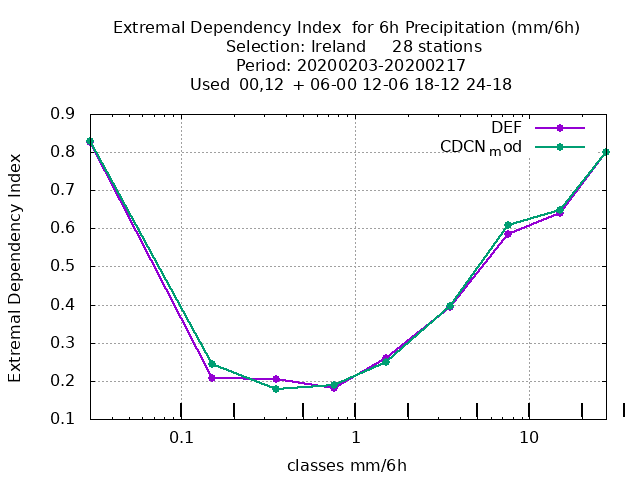 Extremal Dependency Index  for 6h Precipitation (mm/6h)
Selection: Ireland     28 stations
Period: 20200203-20200217
Used  00,12  + 06-00 12-06 18-12 24-18
DEF
CDCN_mod
Extremal Dependency Index
0.9
0.8
0.7
0.6
0.5
0.4
0.3
0.2
0.1
0.1
1
10
classes mm/6h